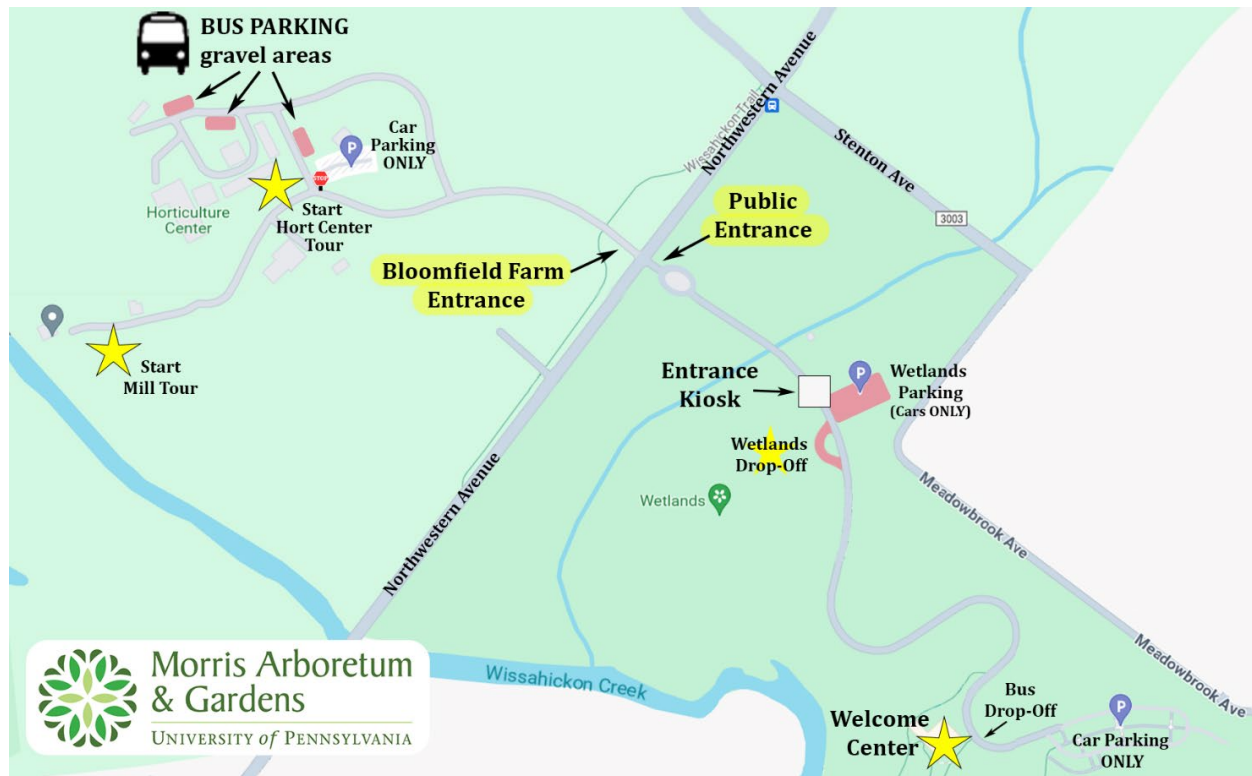 BUS PARKING
gravel areas
Car
Parking
ONLY
P
STOP
Horticulture
Center
Start
Hort Center
Tour
Start
Mill Tour
Bloomfield Farm
Entrance
Public
Entrance
Wissahickon Trail
Northwestern Avenue
Stenton Ave
3003
Entrance
Kiosk
P
Wetlands
Parking
(Cars ONLY)
Wetlands
Drop-Off
Wetlands
Northwestern Avenue
Meadowbrook Ave
Meadowbrook Ave
Wissahickon Creek
Welcome
Center
Bus
Drop-Off
P
Car Parking
ONLY
Morris Arboretum
& Gardens
UNIVERSITY of PENNSYLVANIA